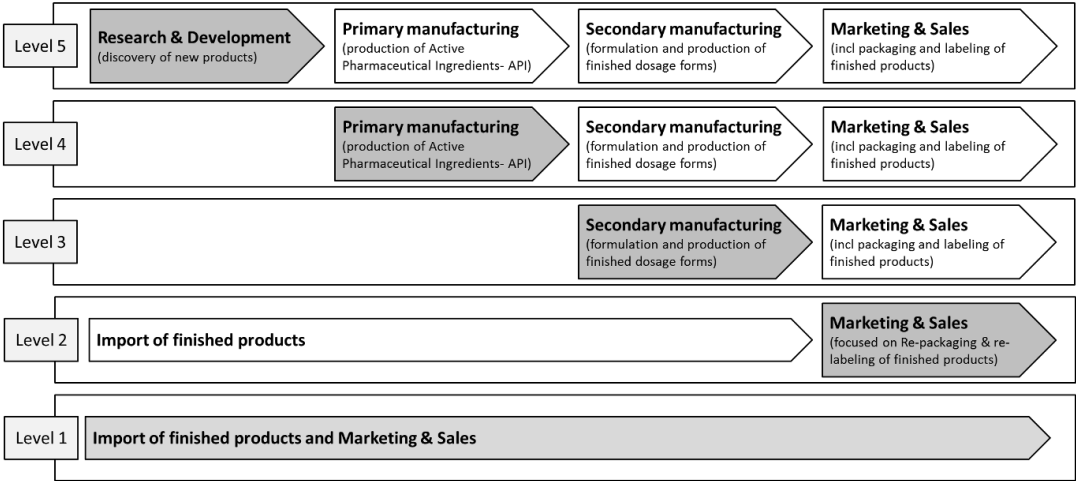 Level 5
Research & Development
(discovery of new products)
Primary manufacturing
(production of Active
Pharmaceutical Ingredients- API)
Secondary manufacturing
(formulation and production of
finished dosage forms)
Marketing & Sales
(incl packaging and labeling of
finished products)
Level 4
Primary manufacturing
(production of Active
Pharmaceutical Ingredients- API)
Secondary manufacturing
(formulation and production of
finished dosage forms)
Marketing & Sales
(incl packaging and labeling of
finished products)
Level 3
Secondary manufacturing
(formulation and production of
finished dosage forms)
Marketing & Sales
(incl packaging and labeling of
finished products)
Level 2
Import of finished products
Marketing & Sales
(focused on Re-packaging & re-
labeling of finished products)
Level 1
Import of finished products and Marketing & Sales